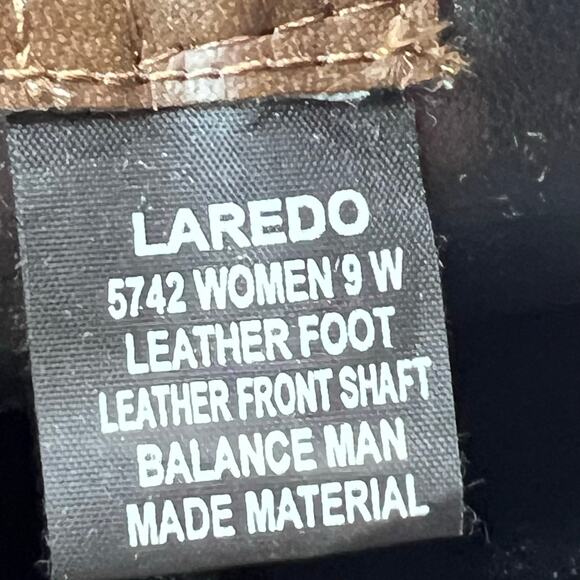 LAREDO
5742 WOMEN'9 W
LEATHER FOOT
LEATHER FRONT SHAFT
BALANCE MAN
MADE MATERIAL